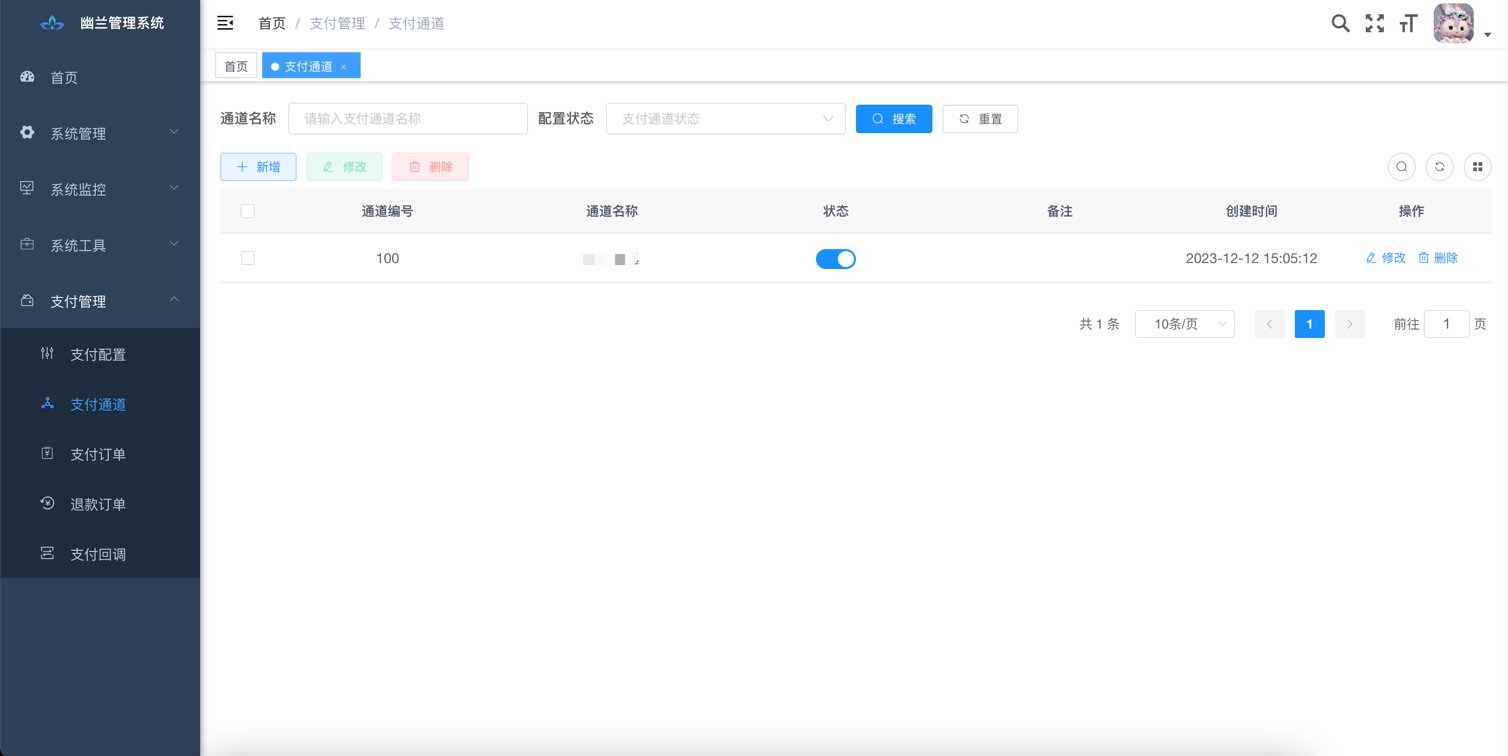 幽兰管理系统
首页
系统管理
系统监控
系统工具
支付管理
支付配置
支付通道
支付订单
退款订单
支付回调
首页 / 支付管理 / 支付通道
首页 支付通道 ×
通道名称 请输入支付通道名称 配置状态 支付通道状态 搜索 重置
新增 修改 删除
通道编号 通道名称 状态 备注 创建时间 操作
100 2023-12-12 15:05:12 修改 删除
共 1 条 10条/页 1 前往 1 页